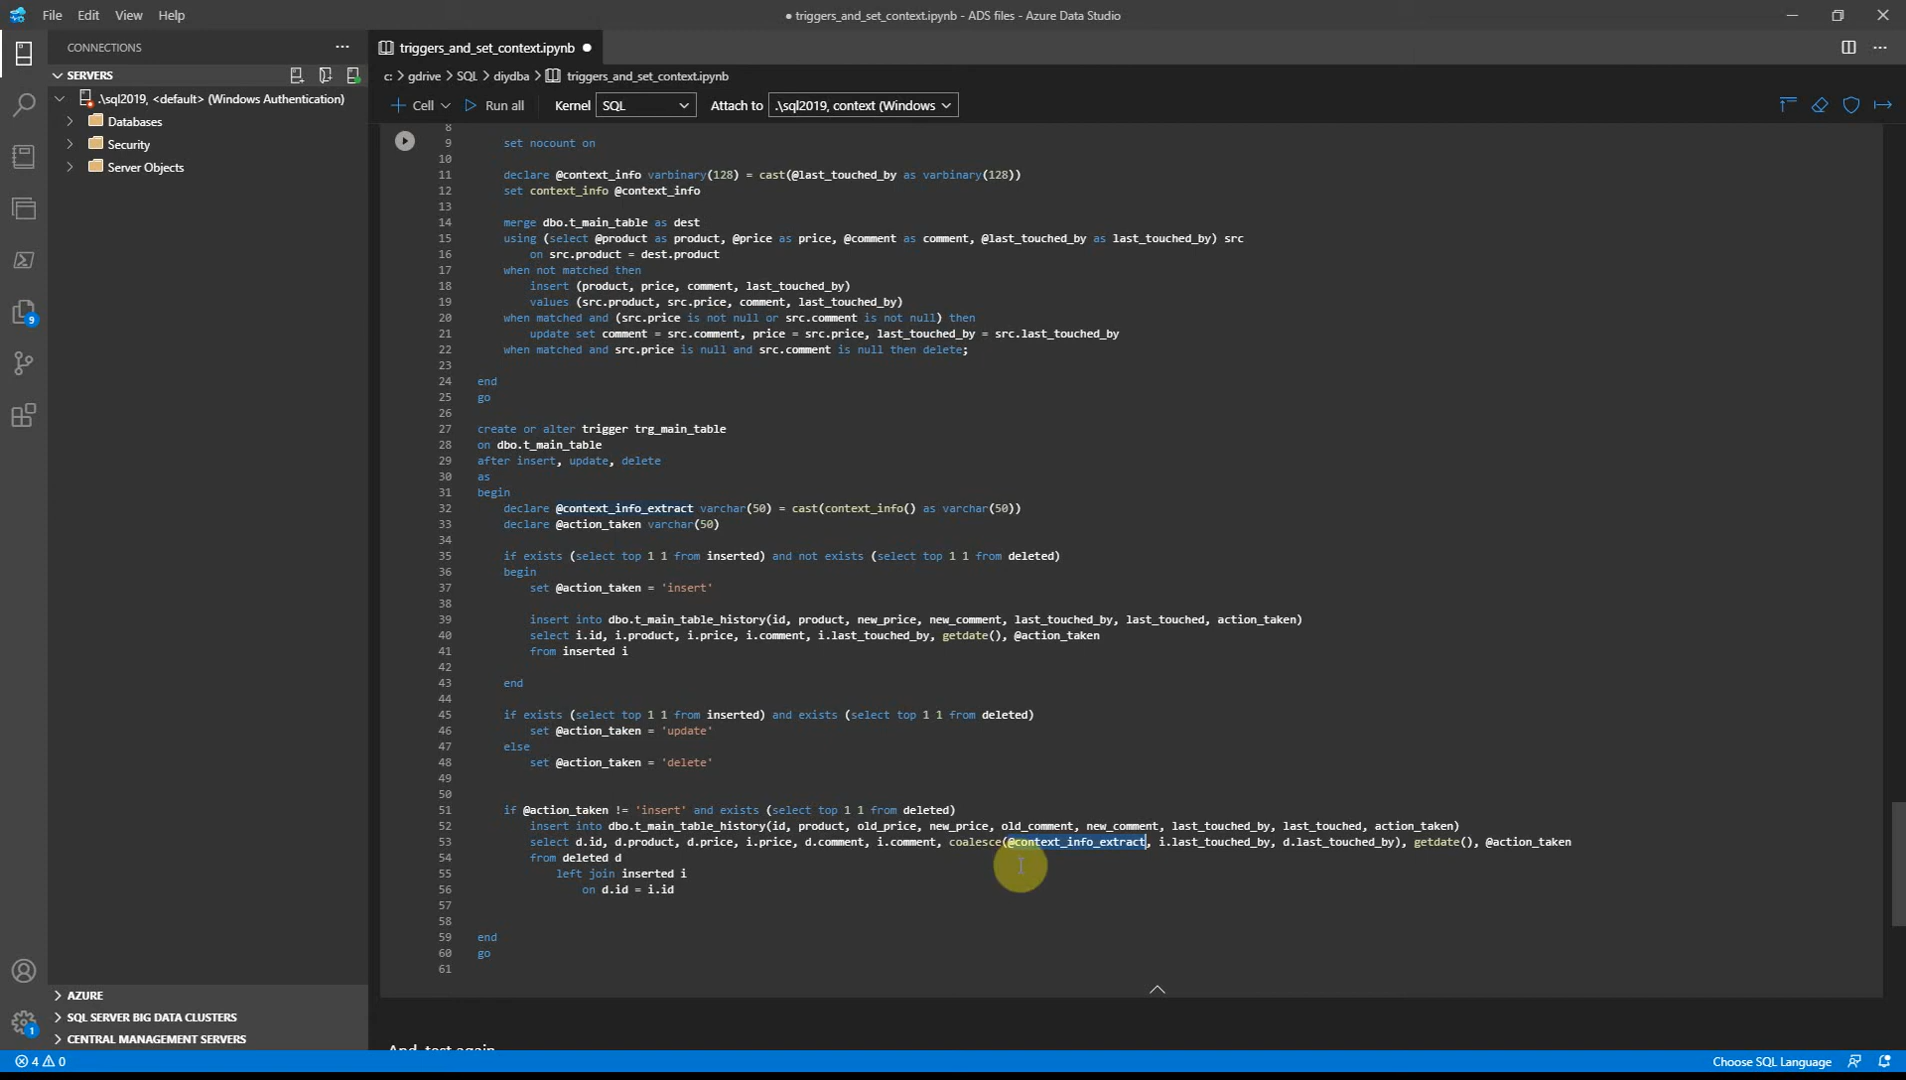 File Edit View Help
● triggers_and_set_context.ipynb - ADS files - Azure Data Studio
CONNECTIONS
triggers_and_set_context.ipynb
SERVERS
c: > gdrive > SQL > diydba > triggers_and_set_context.ipynb
.\sql2019, <default> (Windows Authentication)
Cell Run all Kernel SQL Attach to .\sql2019, context (Windows
Databases
Security
Server Objects
8
9 set nocount on
10
11 declare @context_info varbinary(128) = cast(@last_touched_by as varbinary(128))
12 set context_info @context_info
13
14 merge dbo.t_main_table as dest
15 using (select @product as product, @price as price, @comment as comment, @last_touched_by as last_touched_by) src
16 on src.product = dest.product
17 when not matched then
18 insert (product, price, comment, last_touched_by)
19 values (src.product, src.price, comment, last_touched_by)
20 when matched and (src.price is not null or src.comment is not null) then
21 update set comment = src.comment, price = src.price, last_touched_by = src.last_touched_by
22 when matched and src.price is null and src.comment is null then delete;
23
24 end
25 go
26
27 create or alter trigger trg_main_table
28 on dbo.t_main_table
29 after insert, update, delete
30 as
31 begin
32 declare @context_info_extract varchar(50) = cast(context_info() as varchar(50))
33 declare @action_taken varchar(50)
34
35 if exists (select top 1 1 from inserted) and not exists (select top 1 1 from deleted)
36 begin
37 set @action_taken = 'insert'
38
39 insert into dbo.t_main_table_history(id, product, new_price, new_comment, last_touched_by, last_touched, action_taken)
40 select i.id, i.product, i.price, i.comment, i.last_touched_by, getdate(), @action_taken
41 from inserted i
42
43 end
44
45 if exists (select top 1 1 from inserted) and exists (select top 1 1 from deleted)
46 set @action_taken = 'update'
47 else
48 set @action_taken = 'delete'
49
50
51 if @action_taken != 'insert' and exists (select top 1 1 from deleted)
52 insert into dbo.t_main_table_history(id, product, old_price, new_price, old_comment, new_comment, last_touched_by, last_touched, action_taken)
53 select d.id, d.product, d.price, i.price, d.comment, i.comment, coalesce(@context_info_extract, i.last_touched_by, d.last_touched_by), getdate(), @action_taken
54 from deleted d
55 left join inserted i
56 on d.id = i.id
57
58
59 end
60 go
61
9
AZURE
SQL SERVER BIG DATA CLUSTERS
1
CENTRAL MANAGEMENT SERVERS
And, test again
4 0
Choose SQL Language